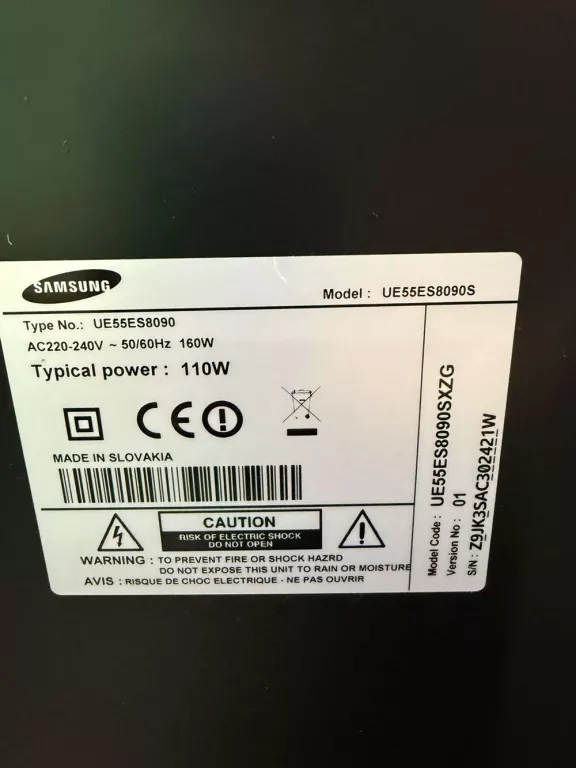 SAMSUNG
Model : UE55ES8090S
Type No.: UE55ES8090
AC220-240V ~ 50/60Hz 160W
Typical power : 110W
MADE IN SLOVAKIA
CAUTION
RISK OF ELECTRIC SHOCK
DO NOT OPEN
WARNING : TO PREVENT FIRE OR SHOCK HAZRD
DO NOT EXPOSE THIS UNIT TO RAIN OR MOISTURE
AVIS : RISQUE DE CHOC ELECTRIQUE - NE PAS OUVRIR
Model Code : UE55ES8090SXZG
Version No : 01
S/N : Z9JK3SAC302421W